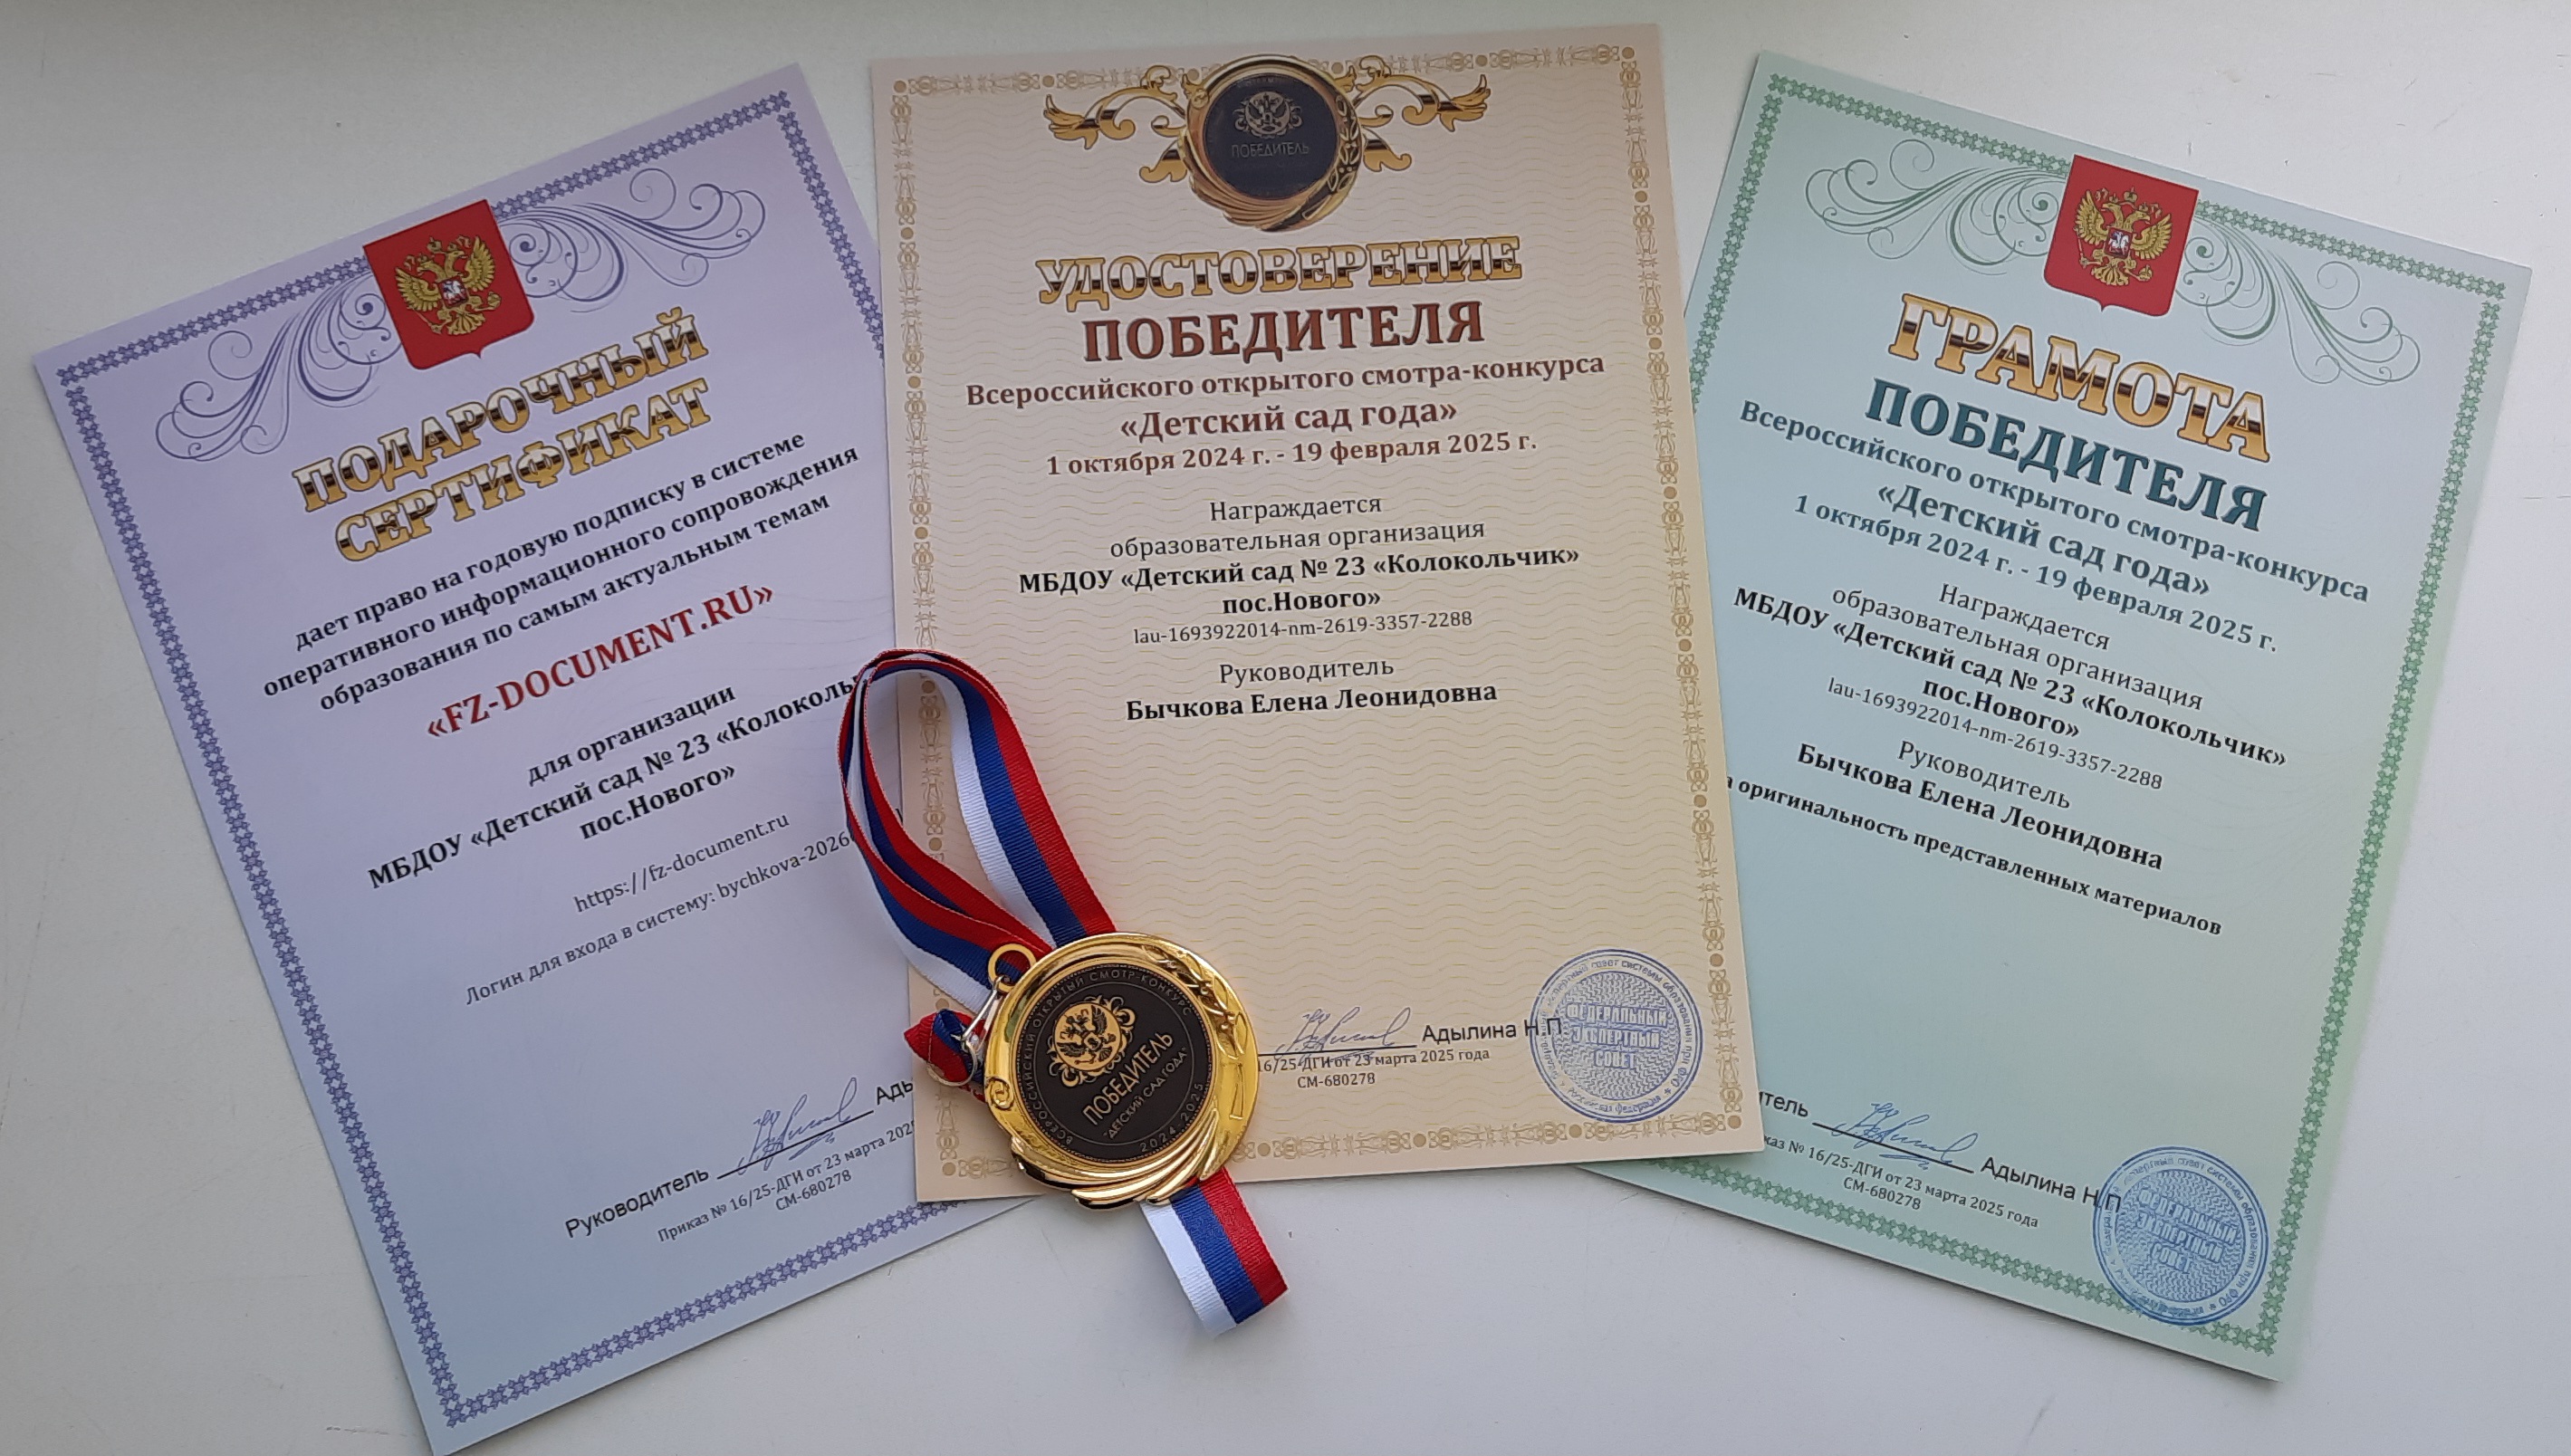 ПОДАРОЧНЫЙ
СЕРТИФИКАТ
дает право на годовую подписку в системе
оперативного информационного сопровождения
образования по самым актуальным темам
«FZ-DOCUMENT.RU»
для организации
МБДОУ «Детский сад № 23
пос.Нового»
https://fz-document.ru
Логин для входа в систему:
Руководитель
Приказ № 16/25-ДГИ от 23 марта
СМ-680278
ПОБЕДИТЕЛЬ
УДОСТОВЕРЕНИЕ
ПОБЕДИТЕЛЯ
Всероссийского открытого смотра-конкурса
«Детский сад года»
1 октября 2024 г. - 19 февраля 2025 г.
Награждается
образовательная организация
МБДОУ «Детский сад № 23 «Колокольчик»
пос.Нового»
lau-1693922014-nm-2619-3357-2288
Руководитель
Бычкова Елена Леонидовна
Адылина Н.П.
16/25-ДГИ от 23 марта 2025 года
СМ-680278
ФЕДЕРАЛЬНЫЙ
ЭКСПЕРТНЫЙ
СОВЕТ
ВСЕРОССИЙСКИЙ ОТКРЫТЫЙ СМОТР-КОНКУРС
ПОБЕДИТЕЛЬ
"ДЕТСКИЙ САД ГОДА"
2024-2025
ГРАМОТА
ПОБЕДИТЕЛЯ
Всероссийского открытого смотра-конкурса
«Детский сад года»
1 октября 2024 г. - 19 февраля 2025 г.
Награждается
образовательная организация
МБДОУ «Детский сад № 23 «Колокольчик»
пос.Нового»
lau-1693922014-nm-2619-3357-2288
Руководитель
Бычкова Елена Леонидовна
оригинальность представленных материалов
Адылина Н.П.
№ 16/25-ДГИ от 23 марта 2025 года
СМ-680278
ФЕДЕРАЛЬНЫЙ
ЭКСПЕРТНЫЙ
СОВЕТ